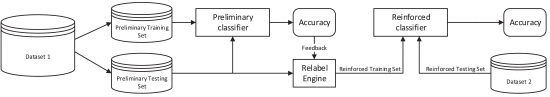 Dataset 1
Preliminary Training
Set
Preliminary Testing
Set
Preliminary
classifier
Accuracy
Feedback
Relabel
Engine
Reinforced Training Set
Reinforced
classifier
Accuracy
Reinforced Testing Set
Dataset 2